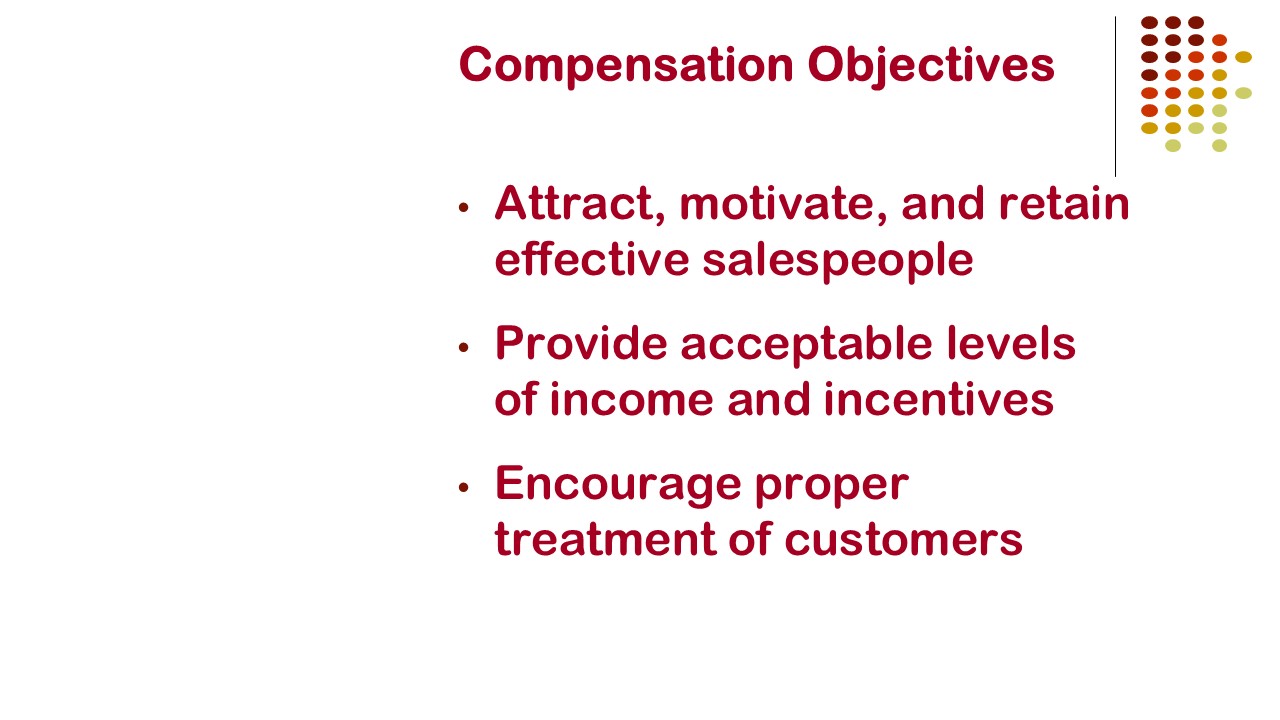 Compensation Objectives
• Attract, motivate, and retain
effective salespeople
• Provide acceptable levels
of income and incentives
• Encourage proper
treatment of customers